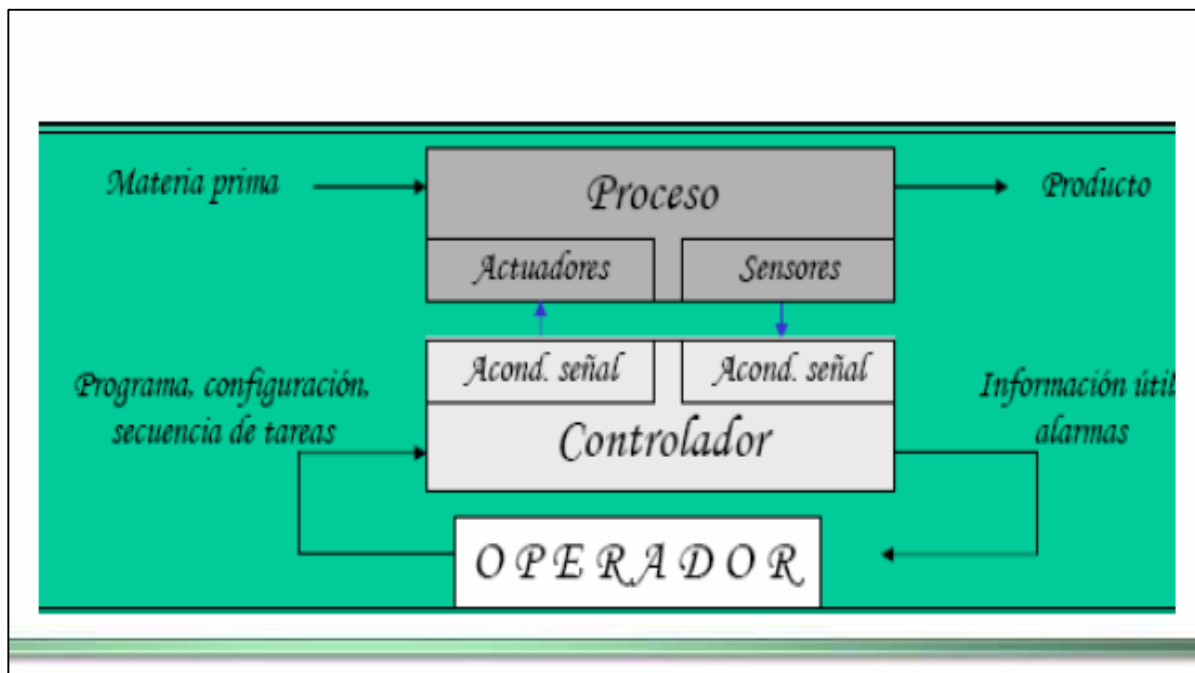 Materia prima
Proceso
Producto
Actuadores
Sensores
Acond. señal
Acond. señal
Programa, configuración,
secuencia de tareas
Controlador
Información útil
alarmas
OPERADOR